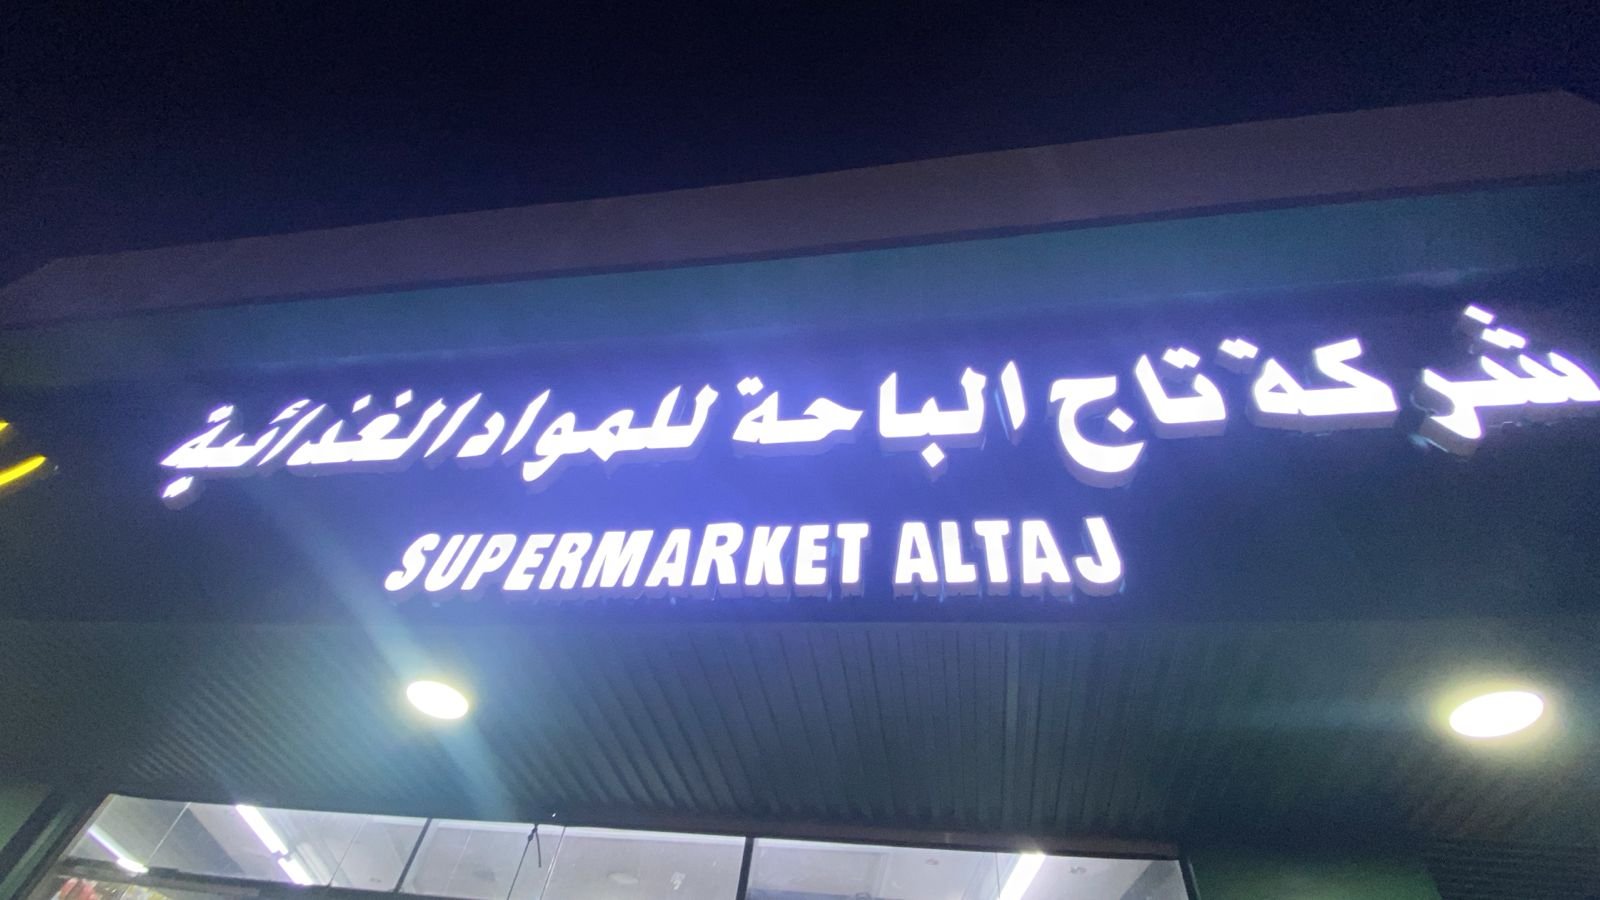 شركة تاج الباحة للمواد الغذائية
SUPERMARKET ALTAJ